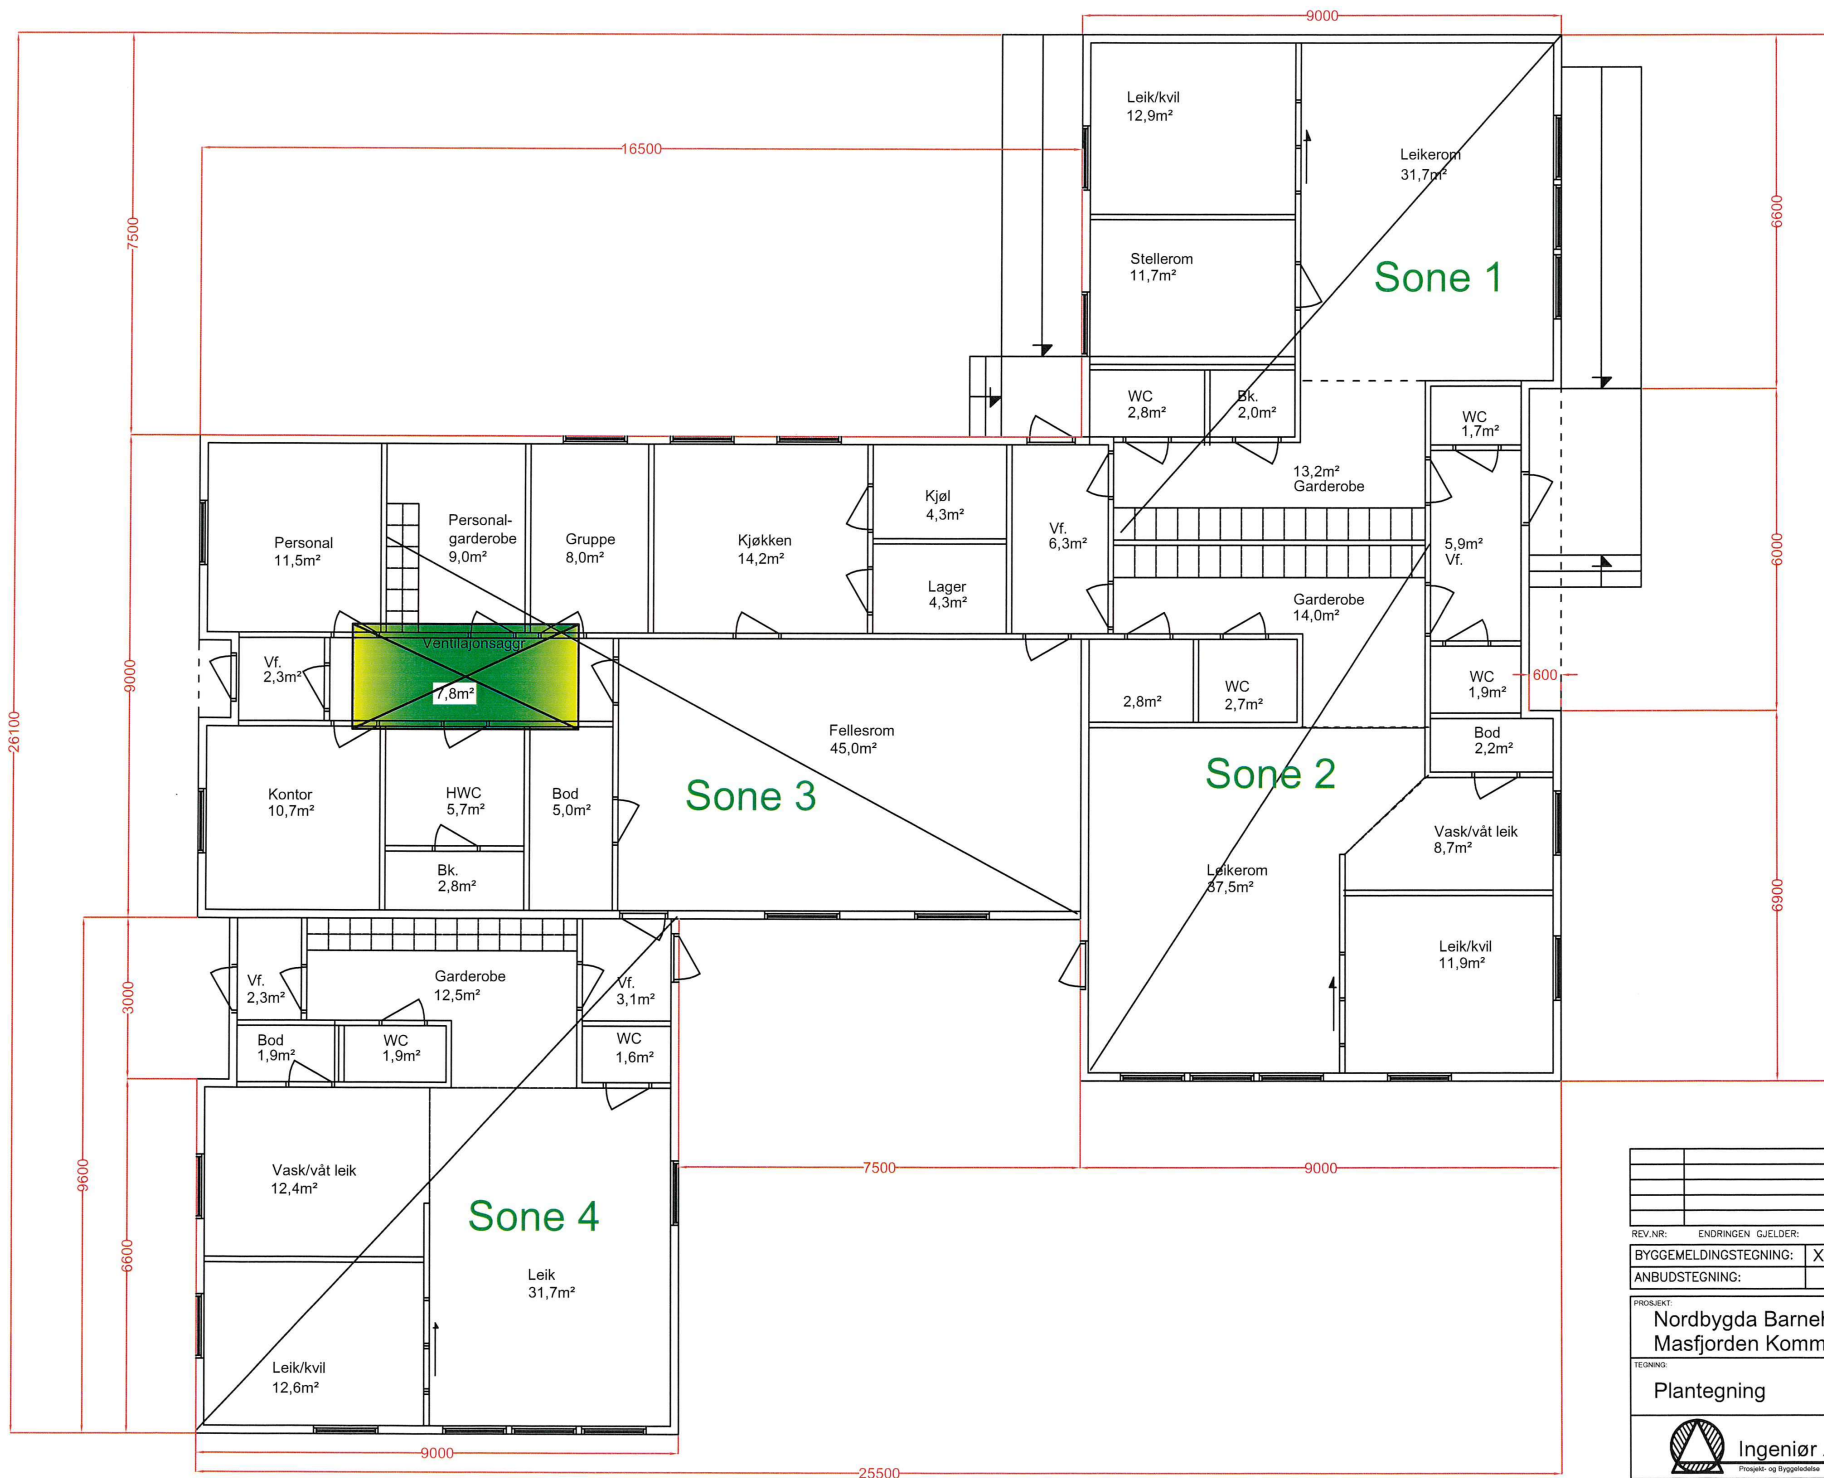 9000
16500
7500
6600
Leik/kvil
12,9m²
Leikerom
31,7m²
Stellerom
11,7m²
Sone 1
WC
2,8m²
Bk.
2,0m²
WC
1,7m²
13,2m²
Garderobe
Personal
11,5m²
Personal-
garderobe
9,0m²
Gruppe
8,0m²
Kjøkken
14,2m²
Kjøl
4,3m²
Lager
4,3m²
Vf.
6,3m²
5,9m²
Vf.
6000
Garderobe
14,0m²
Ventilajonsaggr
7,8m²
Vf.
2,3m²
9000
26100
2,8m²
WC
2,7m²
WC
1,9m²
600
Bod
2,2m²
Fellesrom
45,0m²
Sone 3
Sone 2
Kontor
10,7m²
HWC
5,7m²
Bod
5,0m²
Bk.
2,8m²
Leikerom
37,5m²
Vask/våt leik
8,7m²
6900
Leik/kvil
11,9m²
Vf.
2,3m²
Garderobe
12,5m²
Vf.
3,1m²
3000
Bod
1,9m²
WC
1,9m²
WC
1,6m²
9600
6600
Vask/våt leik
12,4m²
Sone 4
Leik
31,7m²
Leik/kvil
12,6m²
7500
9000
9000
25500
REV.NR: ENDRINGEN GJELDER:
BYGGEMELDINGSTEGNING: X
ANBUDSTEGNING:
PROSJEKT:
Nordbygda Barneh
Masfjorden Komm
TEGNING:
Plantegning
Ingeniør
Prosjekt- og Byggeledelse